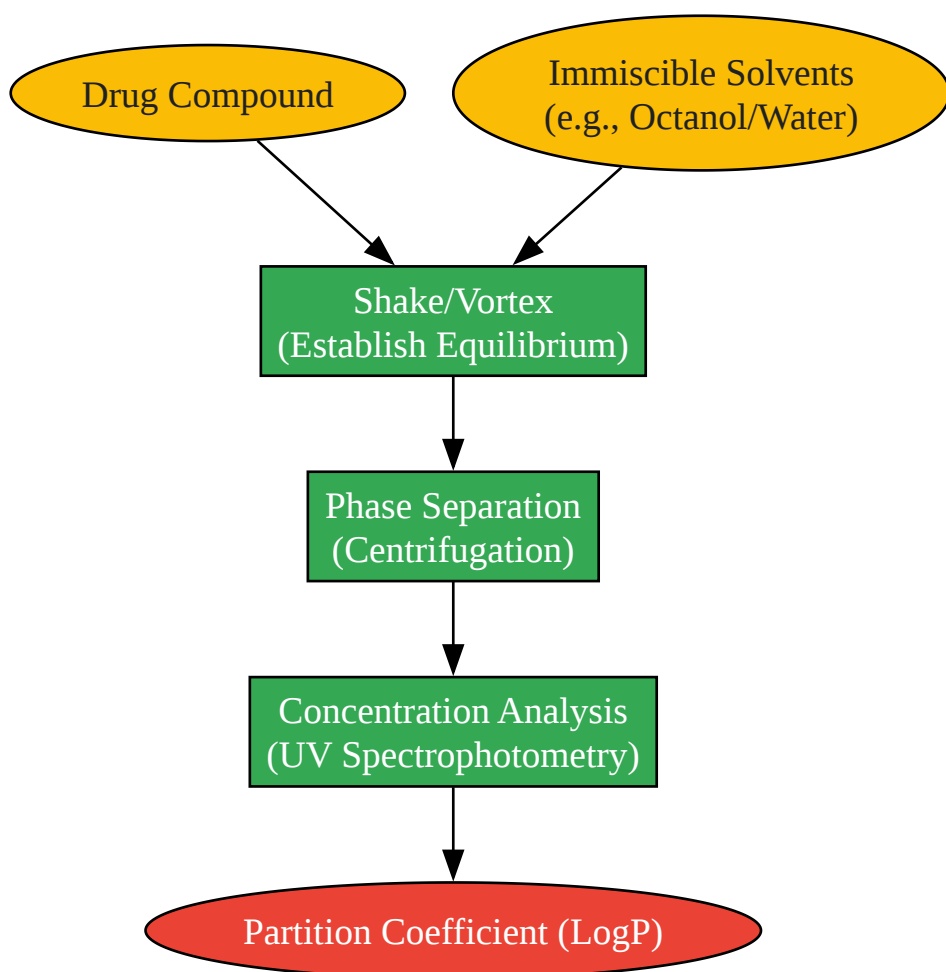 Drug Compound
Immiscible Solvents
(e.g., Octanol/Water)
Shake/Vortex
(Establish Equilibrium)
Phase Separation
(Centrifugation)
Concentration Analysis
(UV Spectrophotometry)
Partition Coefficient (LogP)